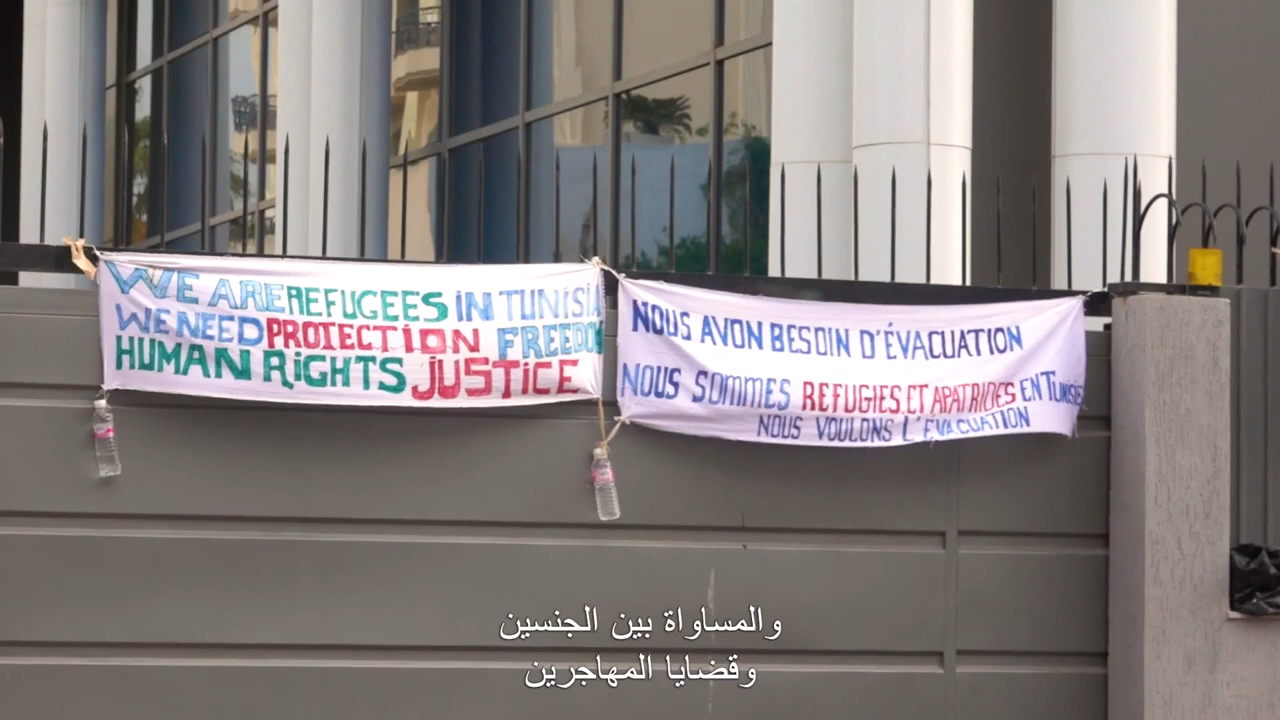 WE ARE REFUGEES IN TUNISIA
WE NEED PROTECTION FREEDOM
HUMAN RIGHTS JUSTICE
NOUS AVON BESOIN D'ÉVACUATION
NOUS SOMMES REFUGIES ET APATRIDES EN TUNISIE
NOUS VOULONS L'ÉVACUATION
والمساواة بين الجنسين
وقضايا المهاجرين